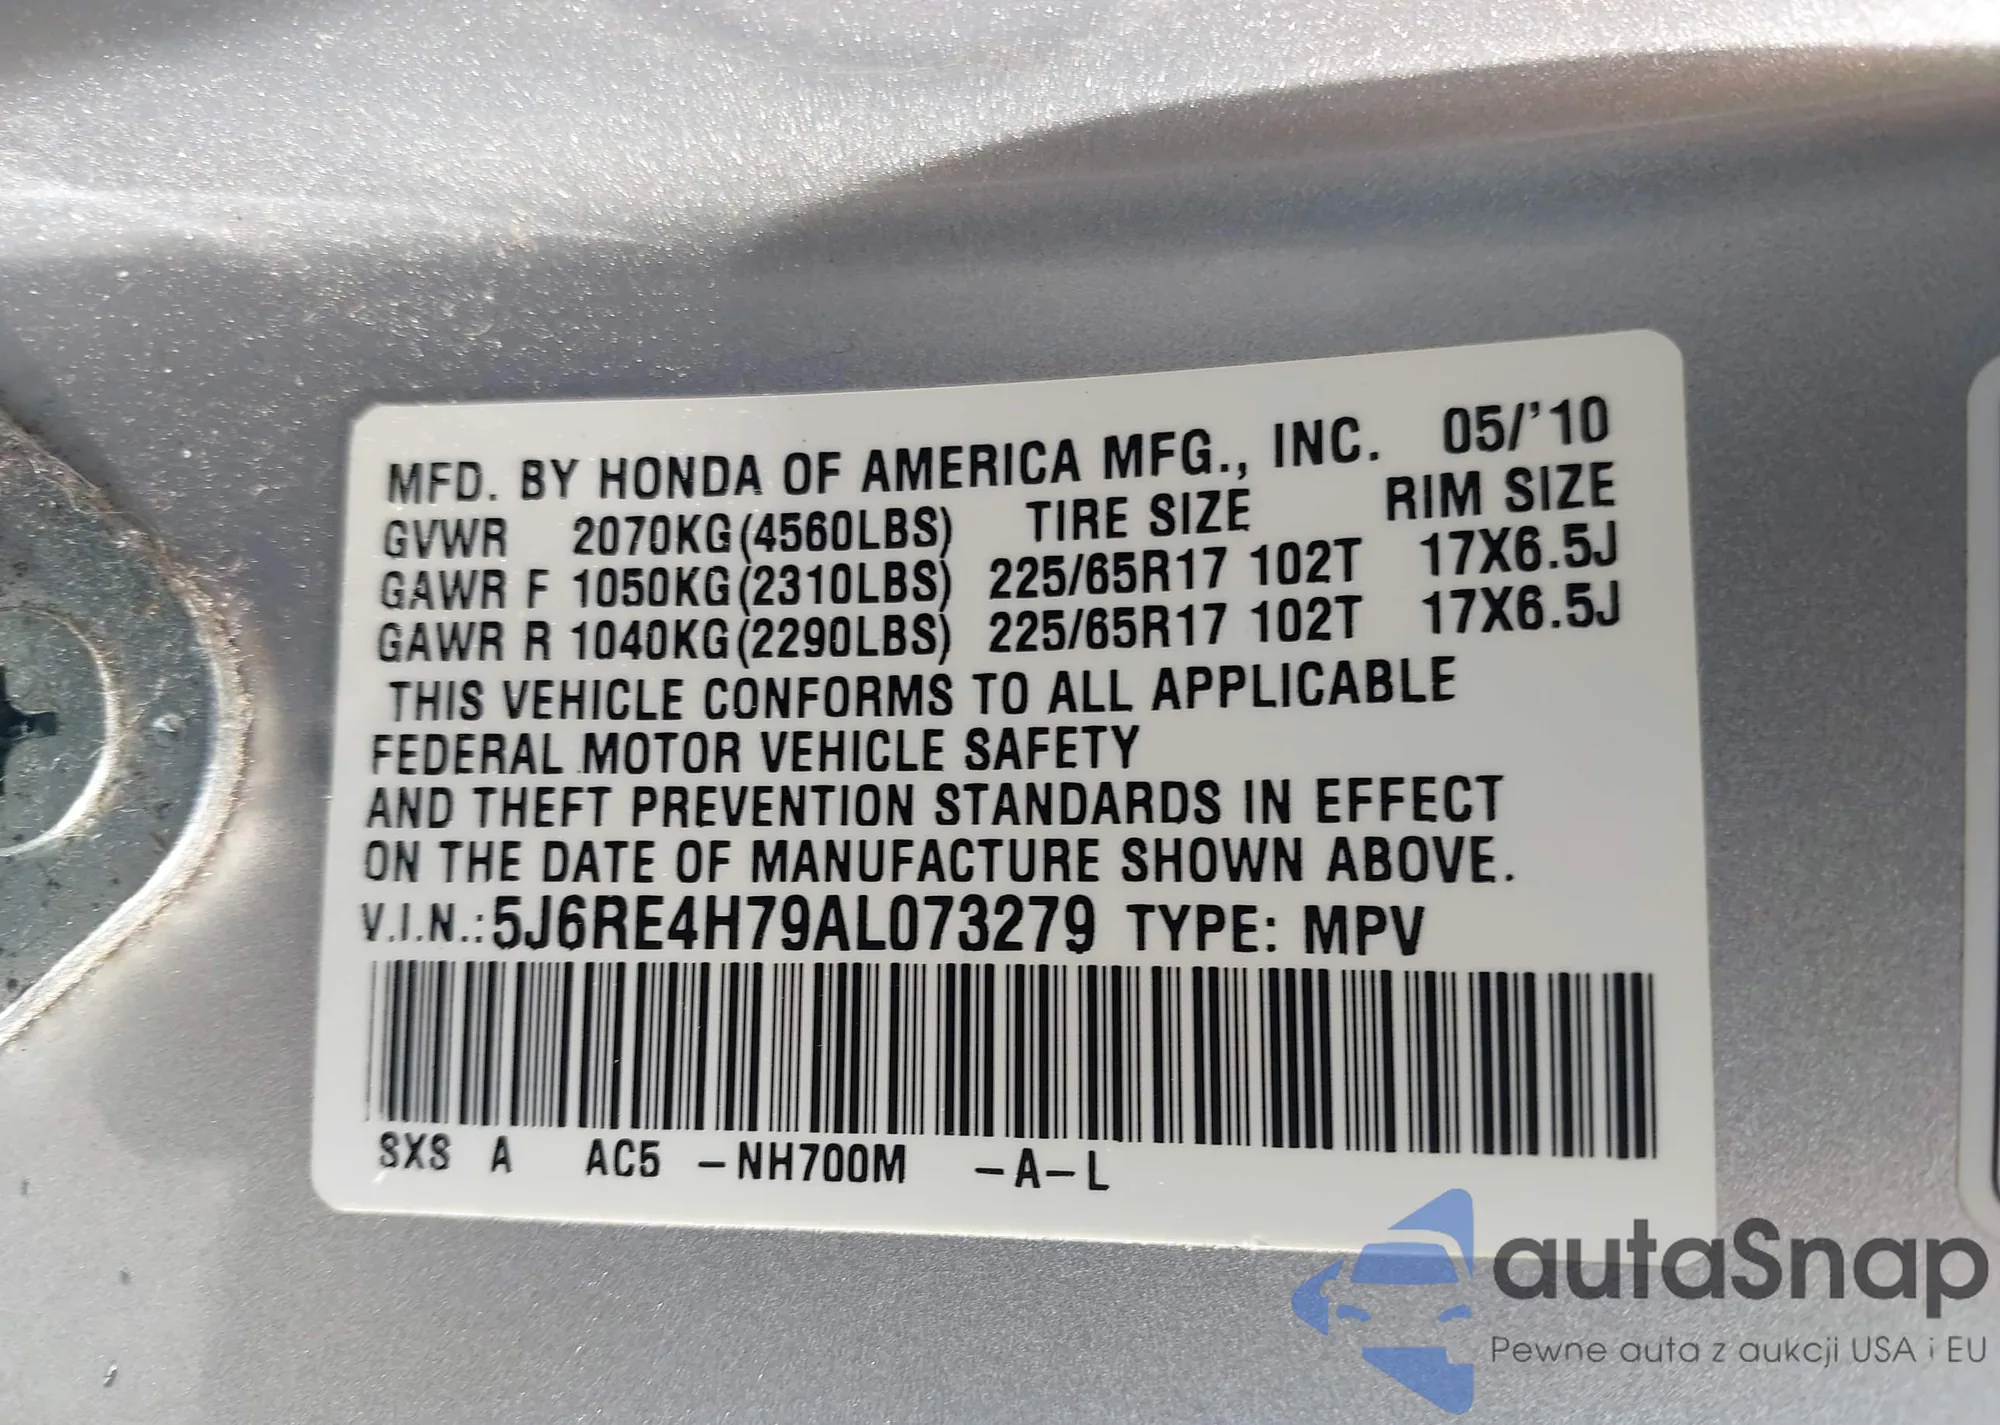 MFD. BY HONDA OF AMERICA MFG., INC. 05/'10
GVWR 2070KG(4560LBS) TIRE SIZE RIM SIZE
GAWR F 1050KG(2310LBS) 225/65R17 102T 17X6.5J
GAWR R 1040KG(2290LBS) 225/65R17 102T 17X6.5J
THIS VEHICLE CONFORMS TO ALL APPLICABLE
FEDERAL MOTOR VEHICLE SAFETY
AND THEFT PREVENTION STANDARDS IN EFFECT
ON THE DATE OF MANUFACTURE SHOWN ABOVE.
V.I.N.:5J6RE4H79AL073279 TYPE: MPV
SXS A AC5 -NH700M -A-L
autaSnap
Pewne auta z aukcji USA i EU